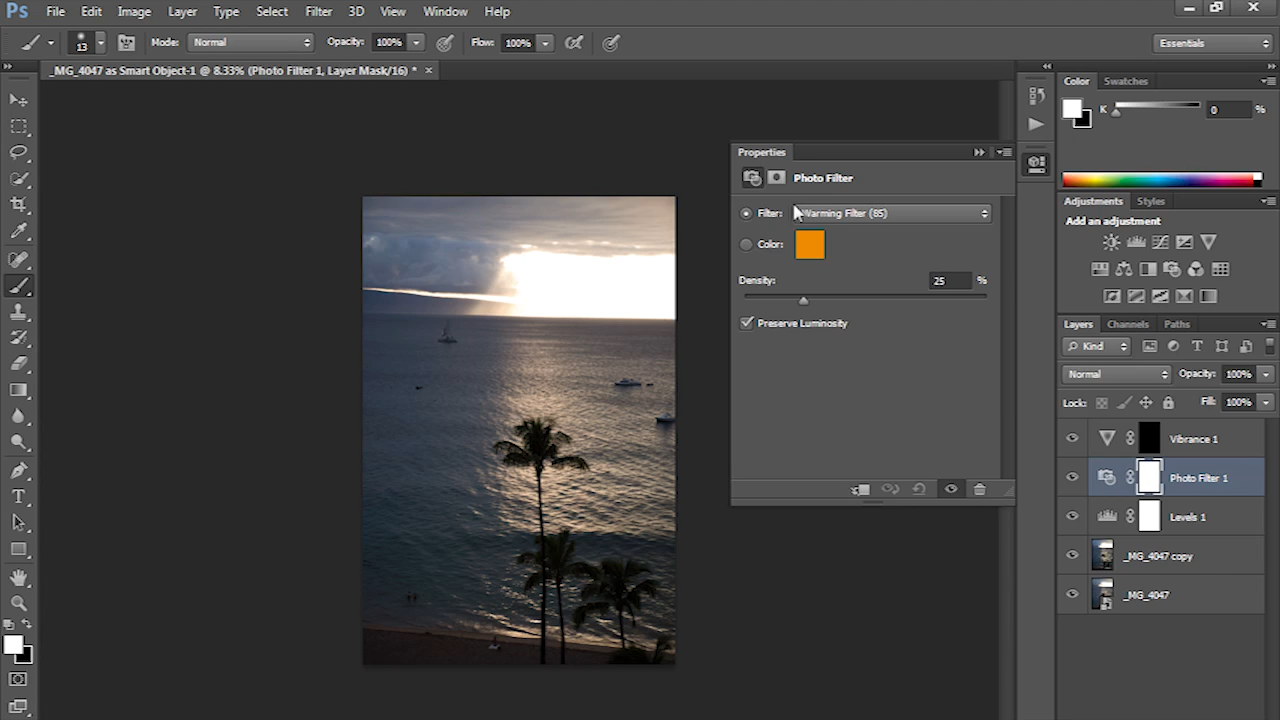 Ps File Edit Image Layer Type Select Filter 3D View Window Help
13 Mode: Normal Opacity: 100% Flow: 100% Essentials
_MG_4047 as Smart Object-1 @ 8.33% (Photo Filter 1, Layer Mask/16) * ×
Color Swatches
K 0 %
Properties
Photo Filter
Filter: Warming Filter (85)
Color:
Density: 25 %
Preserve Luminosity
Adjustments Styles
Add an adjustment
Layers Channels Paths
Kind
Normal Opacity: 100%
Lock: Fill: 100%
Vibrance 1
Photo Filter 1
Levels 1
_MG_4047 copy
_MG_4047
T